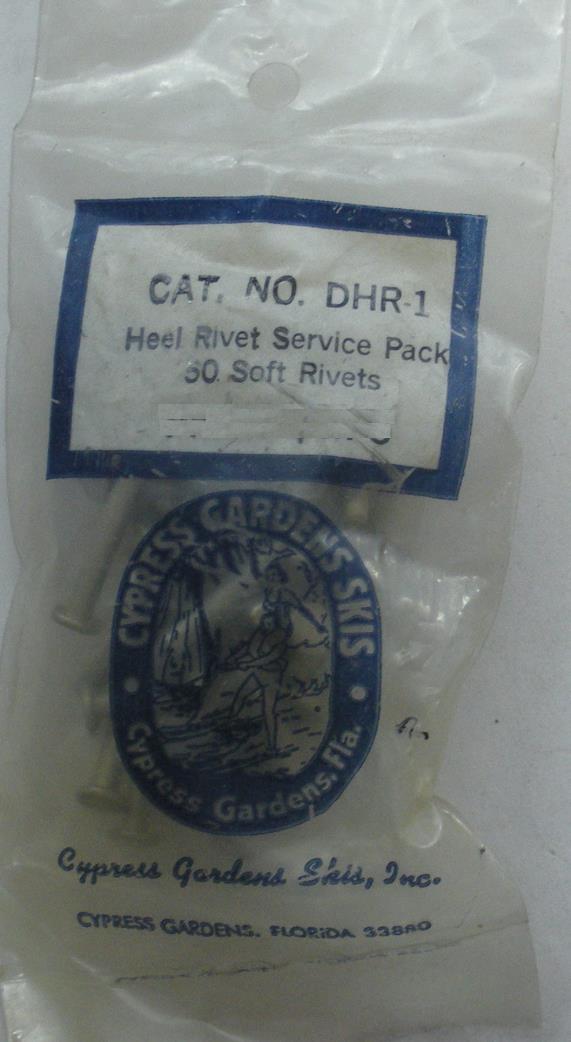 CAT. NO. DHR-1
Heel Rivet Service Pack
30 Soft Rivets
CYPRESS GARDENS SKIS
Cypress Gardens, Fla.
Cypress Gardens Skis, Inc.
CYPRESS GARDENS. FLORIDA 33880